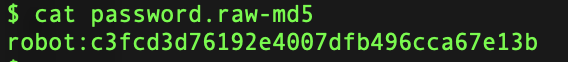 $ cat password.raw-md5
robot:c3fcd3d76192e4007dfb496cca67e13b